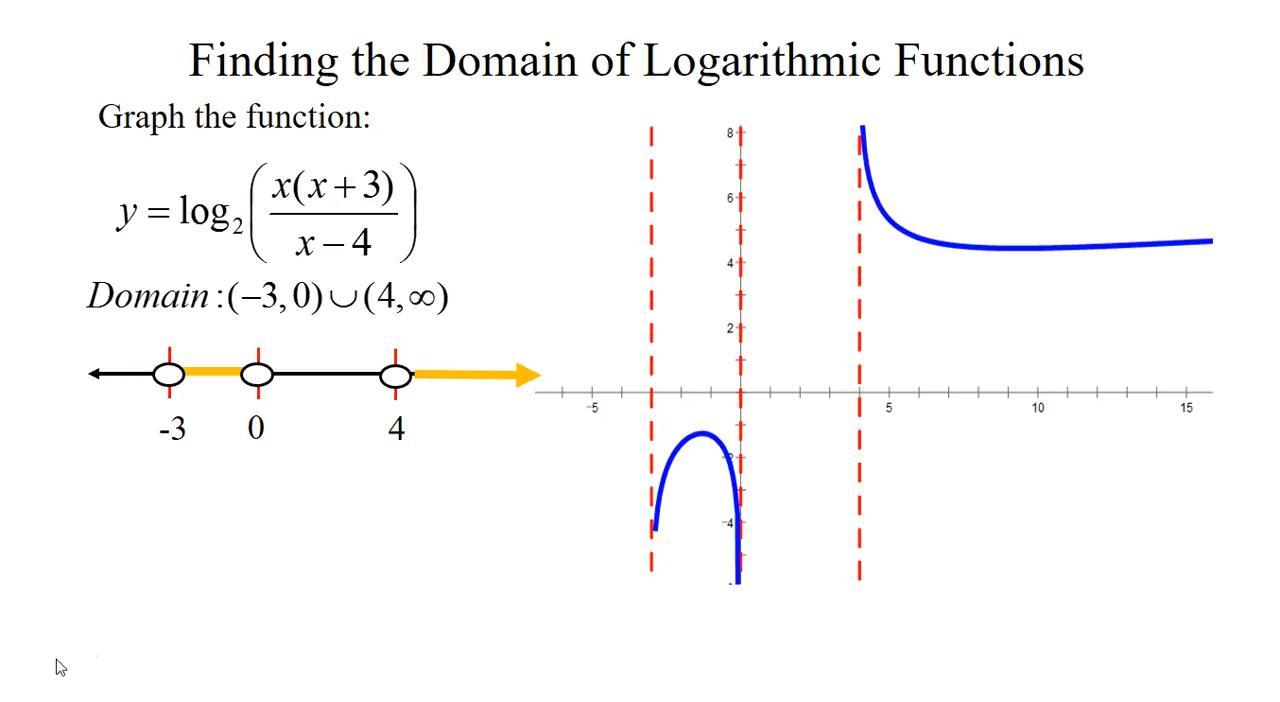 Finding the Domain of Logarithmic Functions
Graph the function:
y = log₂(x(x+3)/(x−4))
Domain:(−3,0)∪(4,∞)
-3 0 4
8
6
4
2
−5 5 10 15
−2
−4